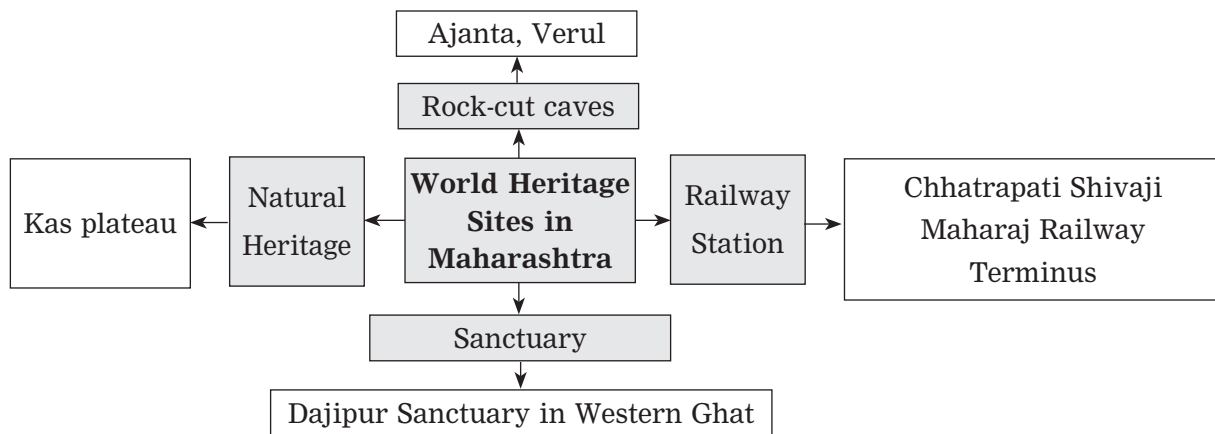 Ajanta, Verul
Rock-cut caves
Kas plateau
Natural
Heritage
World Heritage
Sites in
Maharashtra
Railway
Station
Chhatrapati Shivaji
Maharaj Railway
Terminus
Sanctuary
Dajipur Sanctuary in Western Ghat